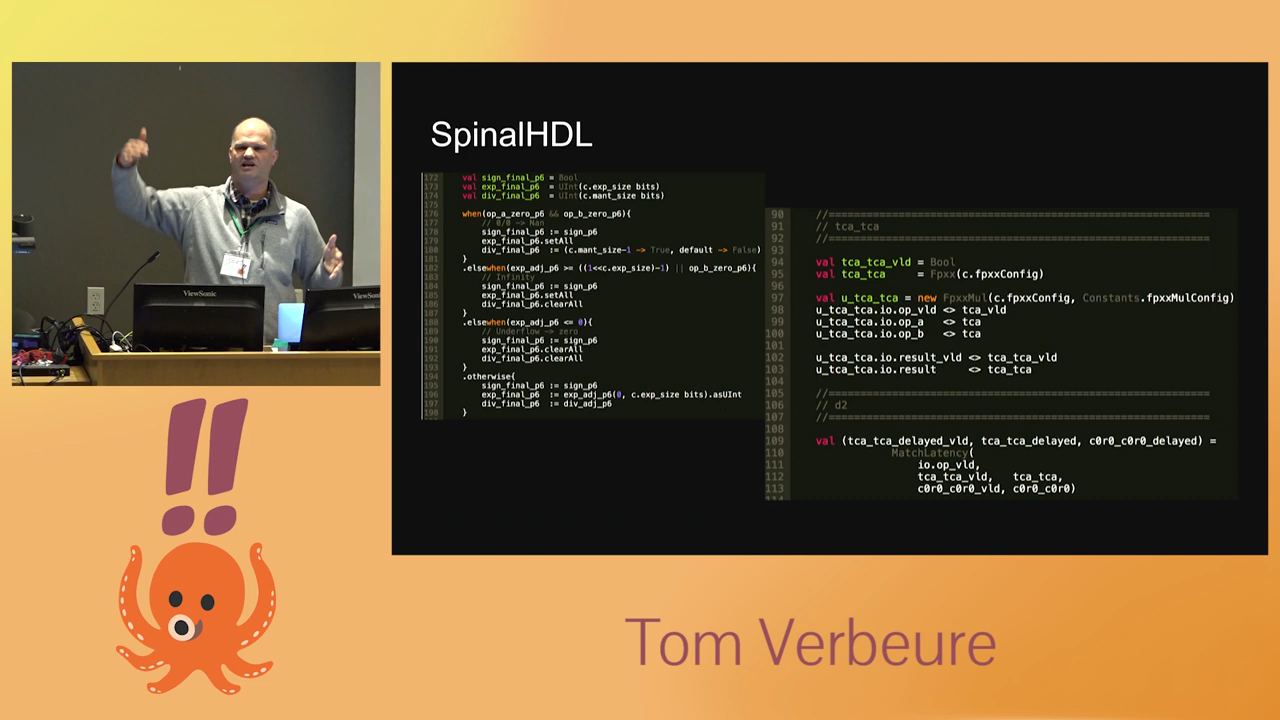 SpinalHDL
172 val sign_final_p6 = Bool
173 val exp_final_p6 = UInt(c.exp_size bits)
174 val div_final_p6 = UInt(c.mant_size bits)
175
176 when(op_a_zero_p6 && op_b_zero_p6){
177 // 0/0 -> Nan
178 sign_final_p6 := sign_p6
179 exp_final_p6.setAll
180 div_final_p6 := (c.mant_size-1 -> True, default -> False)
181 }
182 .elsewhen(exp_adj_p6 >= ((1<<c.exp_size)-1) || op_b_zero_p6){
183 // Infinity
184 sign_final_p6 := sign_p6
185 exp_final_p6.setAll
186 div_final_p6.clearAll
187 }
188 .elsewhen(exp_adj_p6 <= 0){
189 // Underflow -> zero
190 sign_final_p6 := sign_p6
191 exp_final_p6.clearAll
192 div_final_p6.clearAll
193 }
194 .otherwise{
195 sign_final_p6 := sign_p6
196 exp_final_p6 := exp_adj_p6(0, c.exp_size bits).asUInt
197 div_final_p6 := div_adj_p6
198 }
90 //==========================================================
91 // tca_tca
92 //==========================================================
93
94 val tca_tca_vld = Bool
95 val tca_tca = Fpxx(c.fpxxConfig)
96
97 val u_tca_tca = new FpxxMul(c.fpxxConfig, Constants.fpxxMulConfig)
98 u_tca_tca.io.op_vld <> tca_vld
99 u_tca_tca.io.op_a <> tca
100 u_tca_tca.io.op_b <> tca
101
102 u_tca_tca.io.result_vld <> tca_tca_vld
103 u_tca_tca.io.result <> tca_tca
104
105 //==========================================================
106 // d2
107 //==========================================================
108
109 val (tca_tca_delayed_vld, tca_tca_delayed, c0r0_c0r0_delayed) =
110 MatchLatency(
111 io.op_vld,
112 tca_tca_vld, tca_tca,
113 c0r0_c0r0_vld, c0r0_c0r0)
ViewSonic
ViewSonic
!!
Tom Verbeure